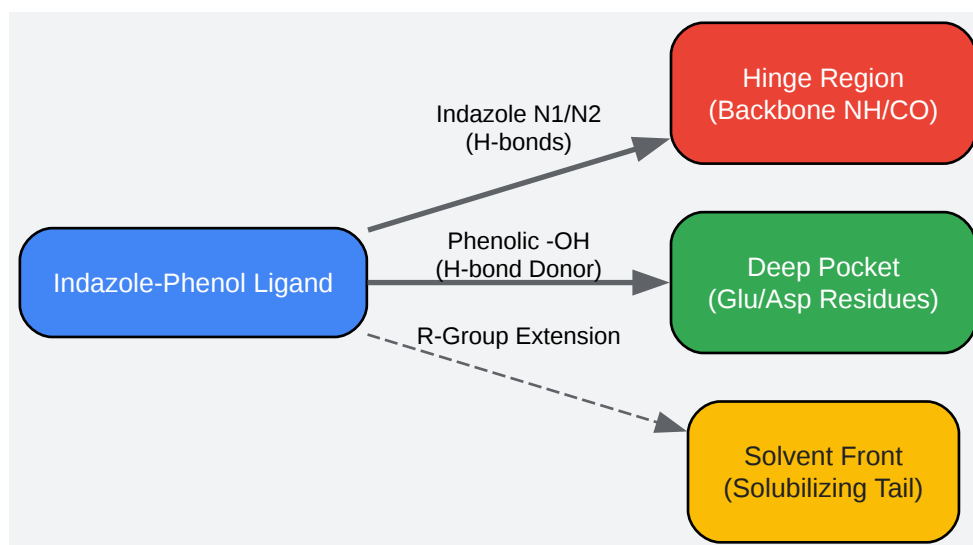 Hinge Region
(Backbone NH/CO)
Indazole N1/N2
(H-bonds)
Indazole-Phenol Ligand
Phenolic -OH
(H-bond Donor)
Deep Pocket
(Glu/Asp Residues)
R-Group Extension
Solvent Front
(Solubilizing Tail)